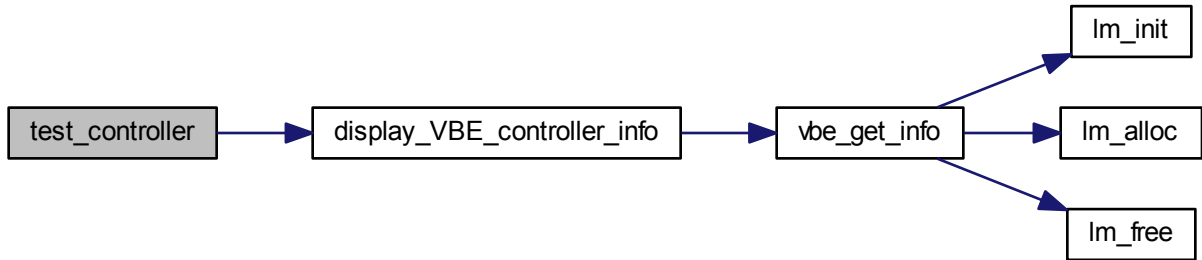 lm_init
test_controller
display_VBE_controller_info
vbe_get_info
lm_alloc
lm_free